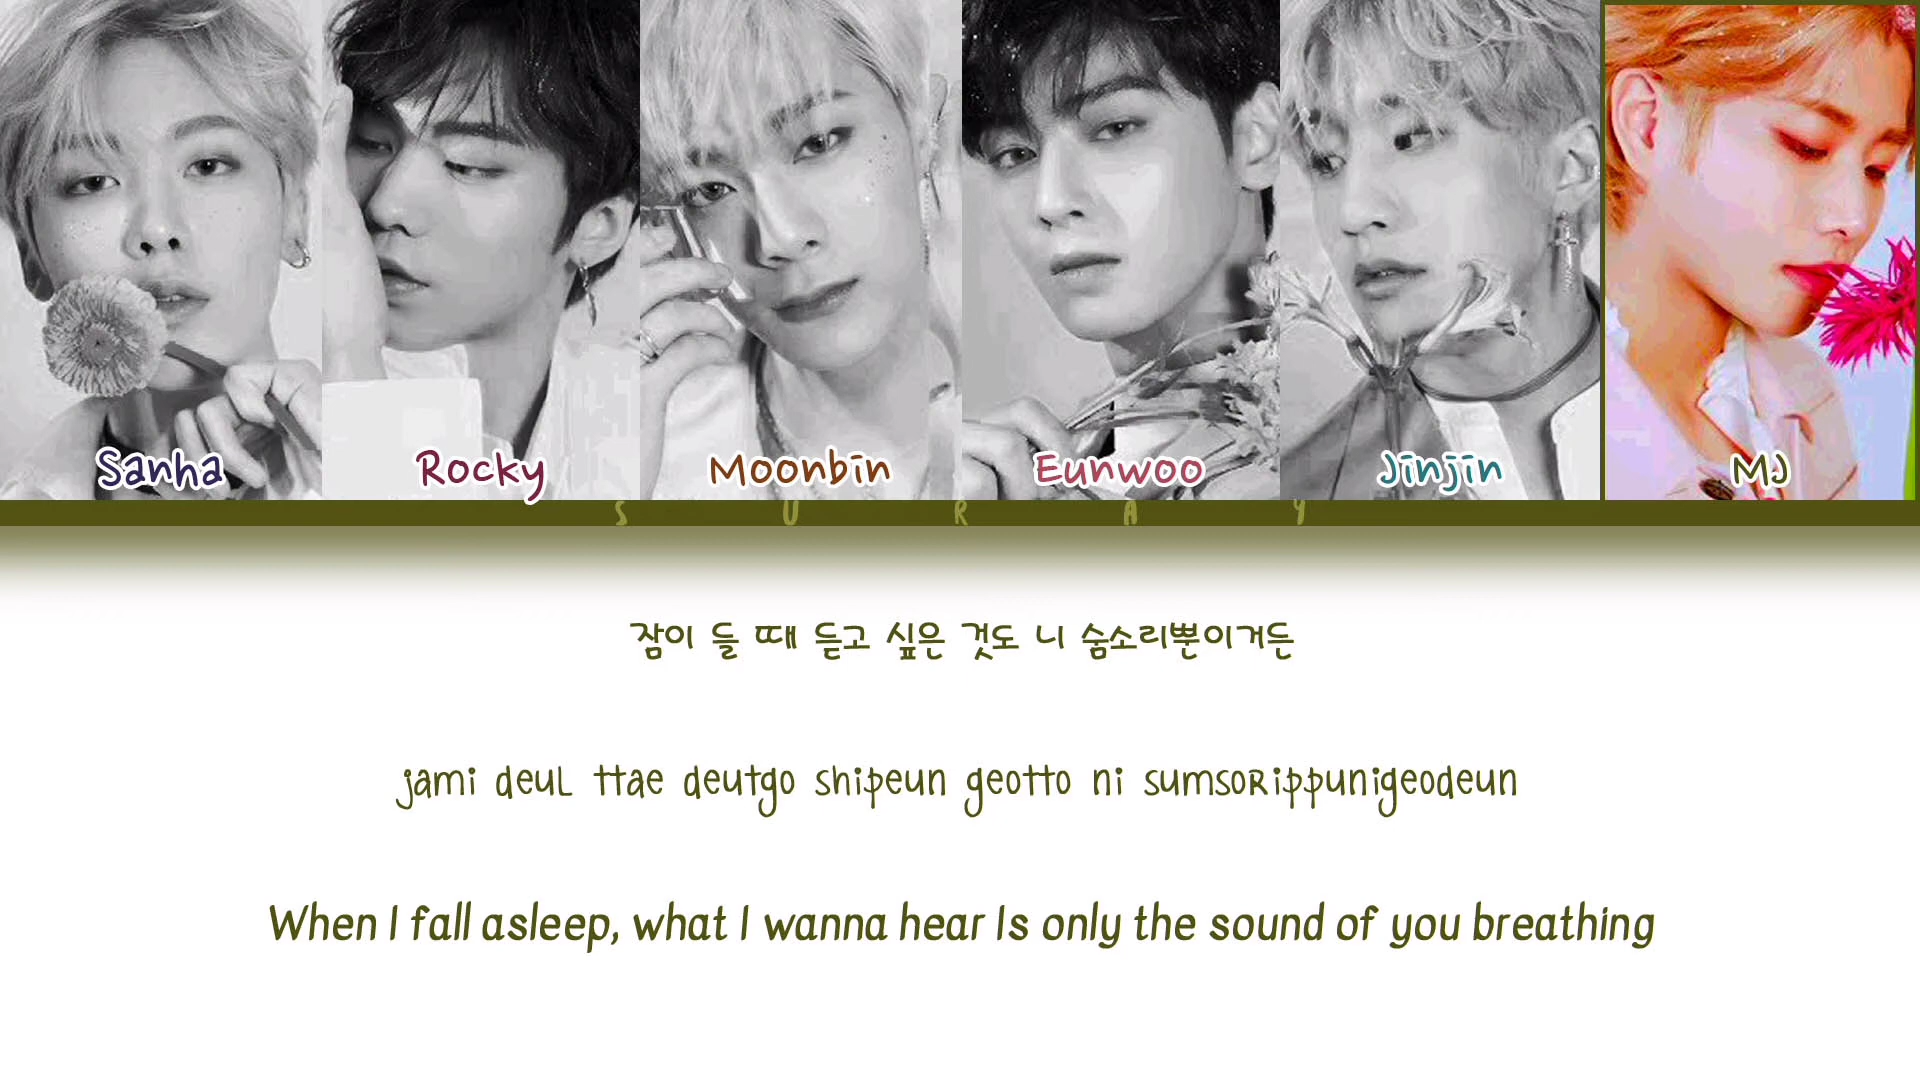 Sanha Rocky Moonbin Eunwoo Jinjin MJ
S U R A Y
잠이 들 때 듣고 싶은 것도 니 숨소리뿐이거든
jami deul ttae deutgo shipeun geotto ni sumsorippunigeodeun
When I fall asleep, what I wanna hear Is only the sound of you breathing